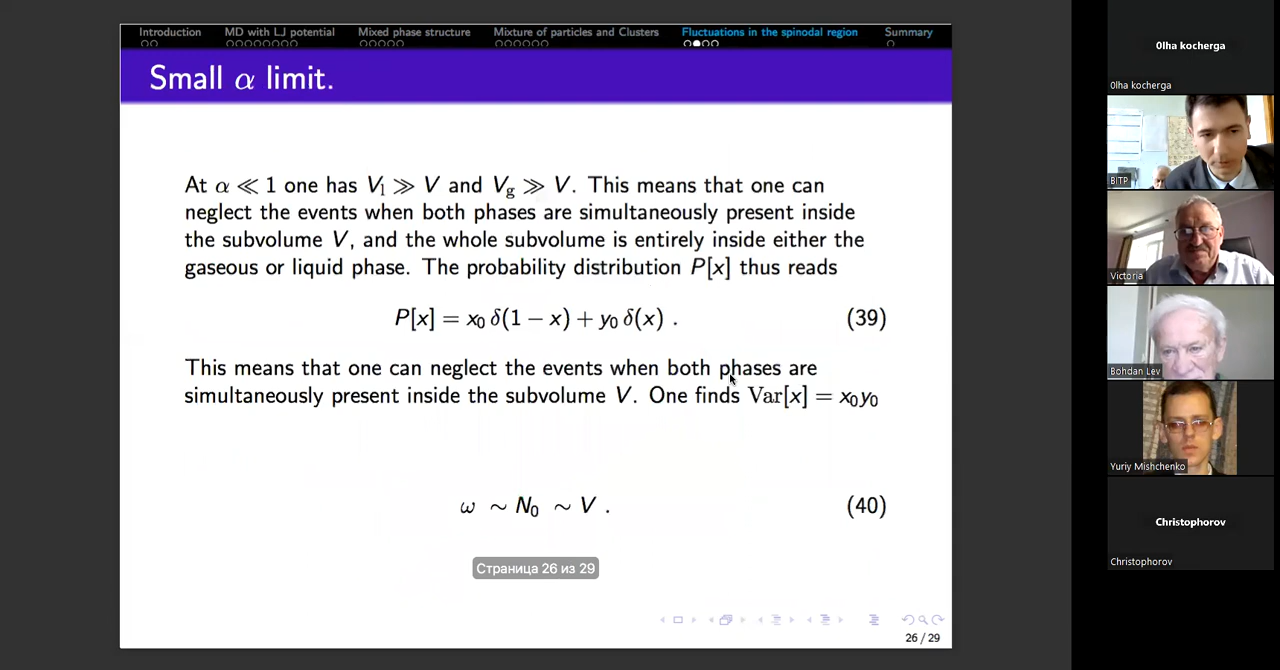 Introduction MD with LJ potential Mixed phase structure Mixture of particles and Clusters Fluctuations in the spinodal region Summary
Small α limit.
At α ≪ 1 one has V_l ≫ V and V_g ≫ V. This means that one can
neglect the events when both phases are simultaneously present inside
the subvolume V, and the whole subvolume is entirely inside either the
gaseous or liquid phase. The probability distribution P[x] thus reads
P[x] = x₀ δ(1 − x) + y₀ δ(x) . (39)
This means that one can neglect the events when both phases are
simultaneously present inside the subvolume V. One finds Var[x] = x₀y₀
ω ∼ N₀ ∼ V . (40)
Страница 26 из 29
26 / 29
Olha kocherga
Olha kocherga
BITP
Victoria
Bohdan Lev
Yuriy Mishchenko
Christophorov
Christophorov